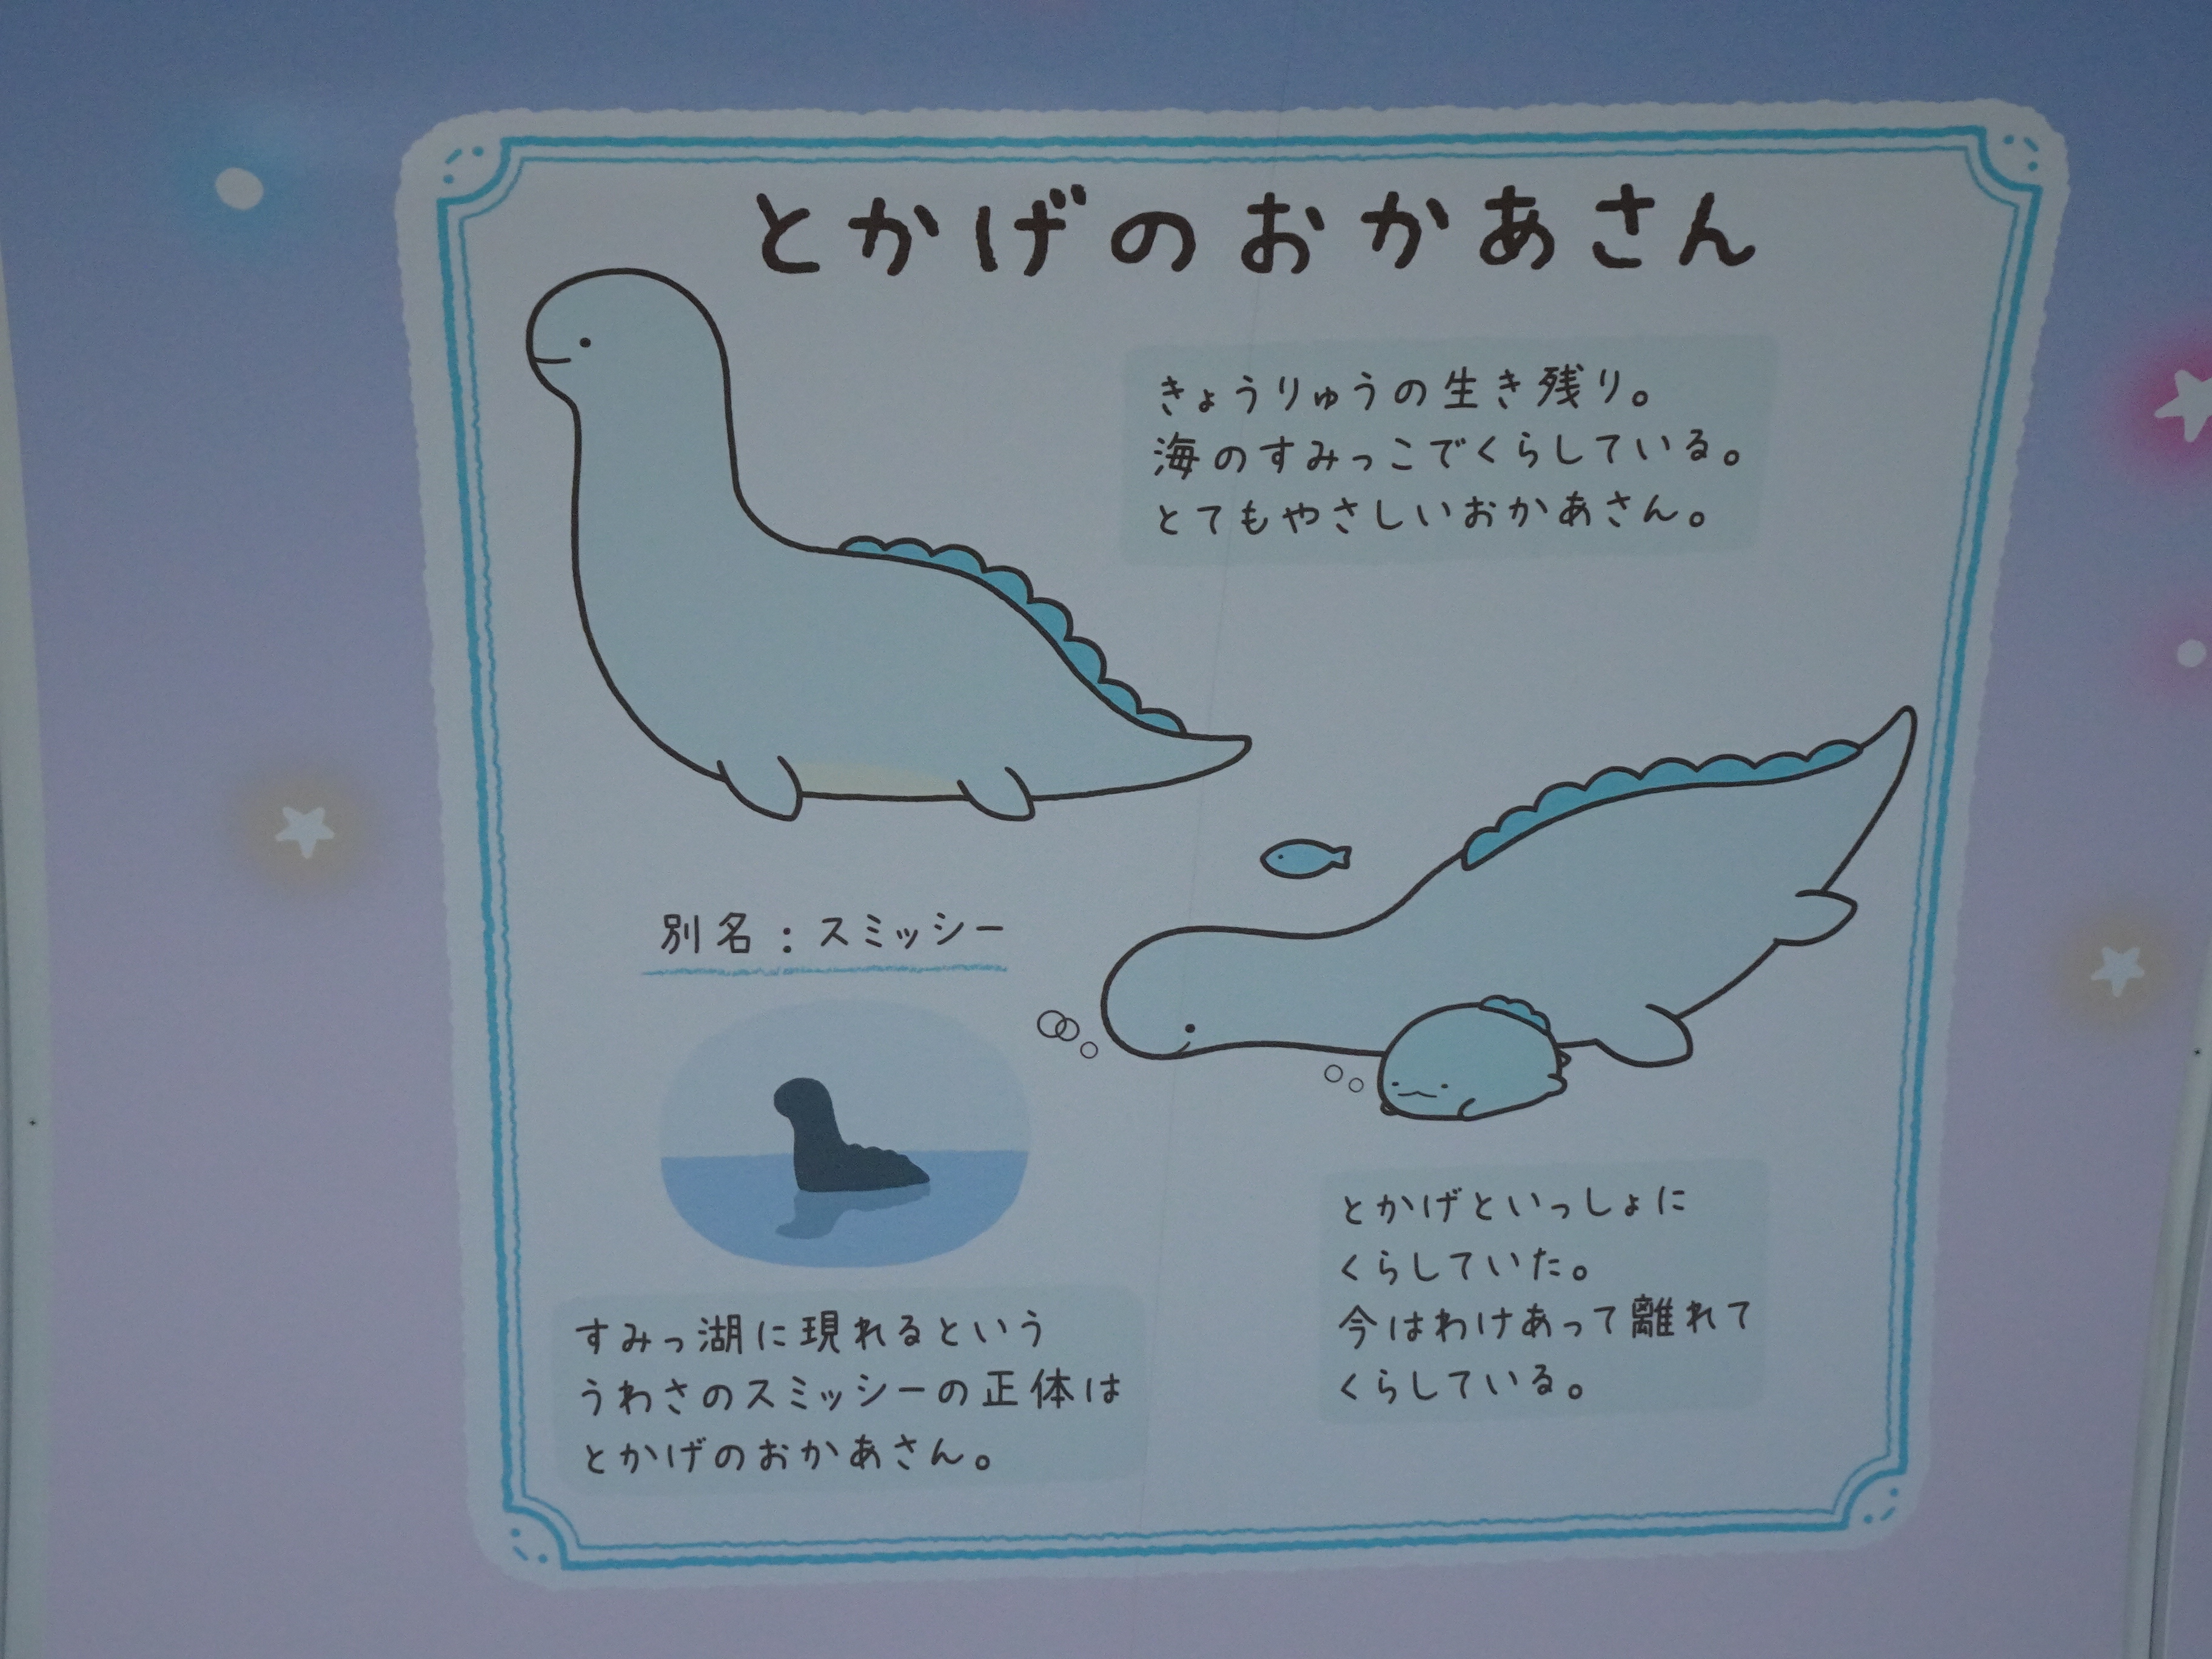 とかげのおかあさん
きょうりゅうの生き残り。
海のすみっこでくらしている。
とてもやさしいおかあさん。
別名：スミッシー
すみっ湖に現れるという
うわさのスミッシーの正体は
とかげのおかあさん。
とかげといっしょに
くらしていた。
今はわけあって離れて
くらしている。